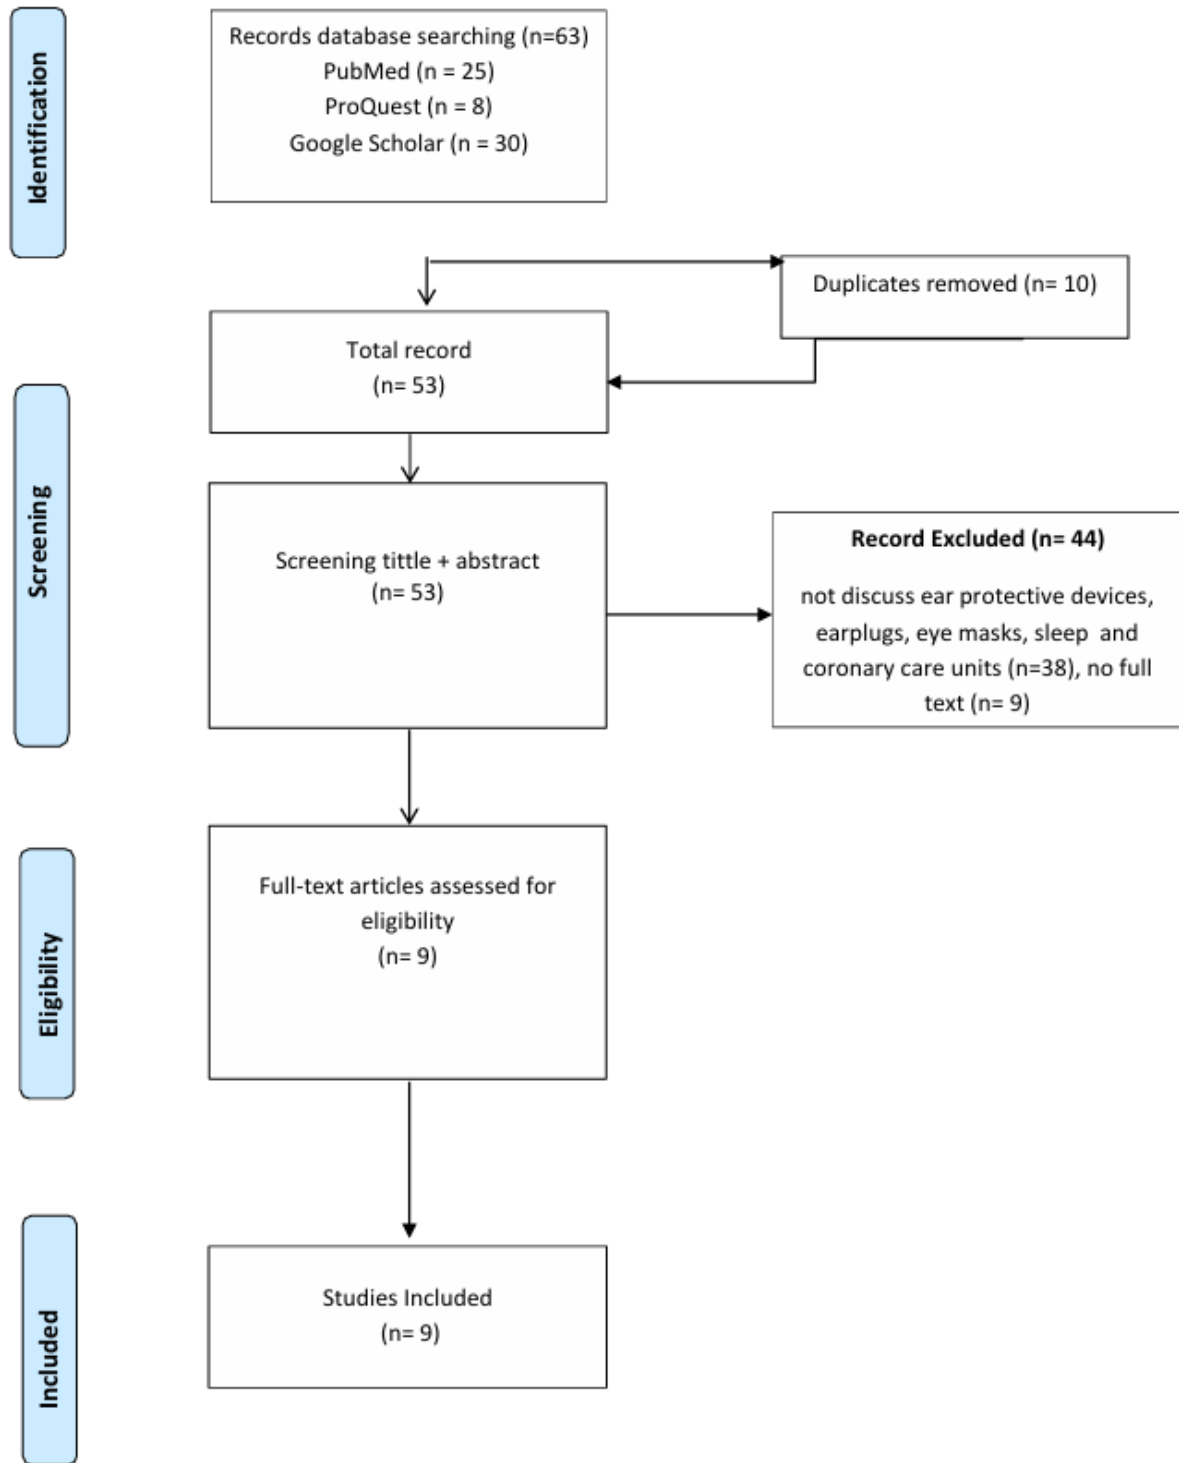 Identification
Records database searching (n=63)
PubMed (n = 25)
ProQuest (n = 8)
Google Scholar (n = 30)
Duplicates removed (n= 10)
Total record
(n= 53)
Screening
Screening tittle + abstract
(n= 53)
Record Excluded (n= 44)
not discuss ear protective devices,
earplugs, eye masks, sleep and
coronary care units (n=38), no full
text (n= 9)
Eligibility
Full-text articles assessed for
eligibility
(n= 9)
Included
Studies Included
(n= 9)